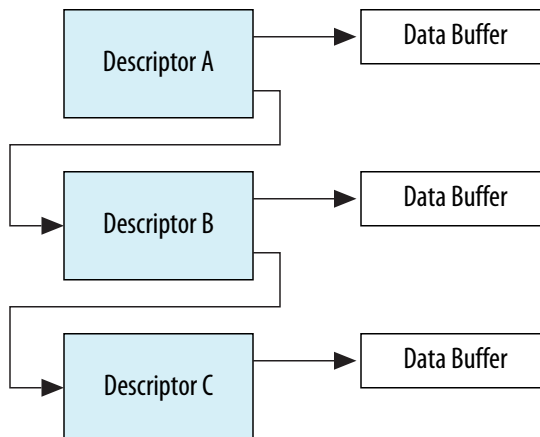 Descriptor A
Data Buffer
Descriptor B
Data Buffer
Descriptor C
Data Buffer